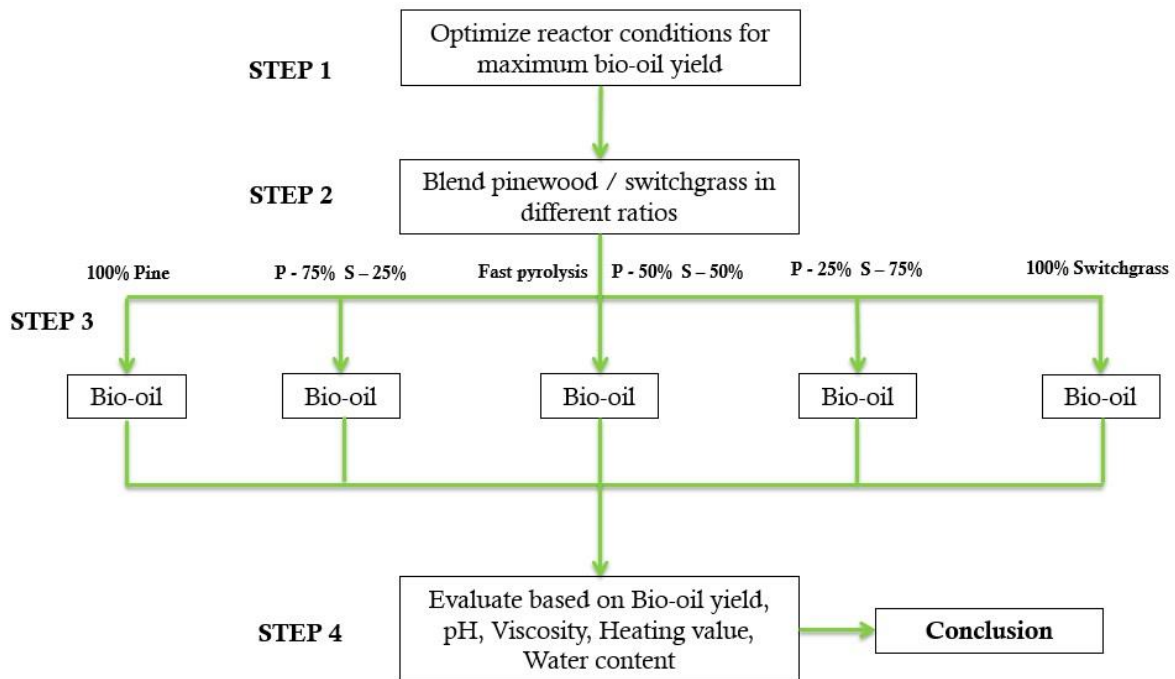 Optimize reactor conditions for
maximum bio-oil yield
STEP 1
Blend pinewood / switchgrass in
different ratios
STEP 2
100% Pine
P - 75% S – 25%
Fast pyrolysis
P - 50% S – 50%
P - 25% S – 75%
100% Switchgrass
STEP 3
Bio-oil
Bio-oil
Bio-oil
Bio-oil
Bio-oil
STEP 4
Evaluate based on Bio-oil yield,
pH, Viscosity, Heating value,
Water content
Conclusion